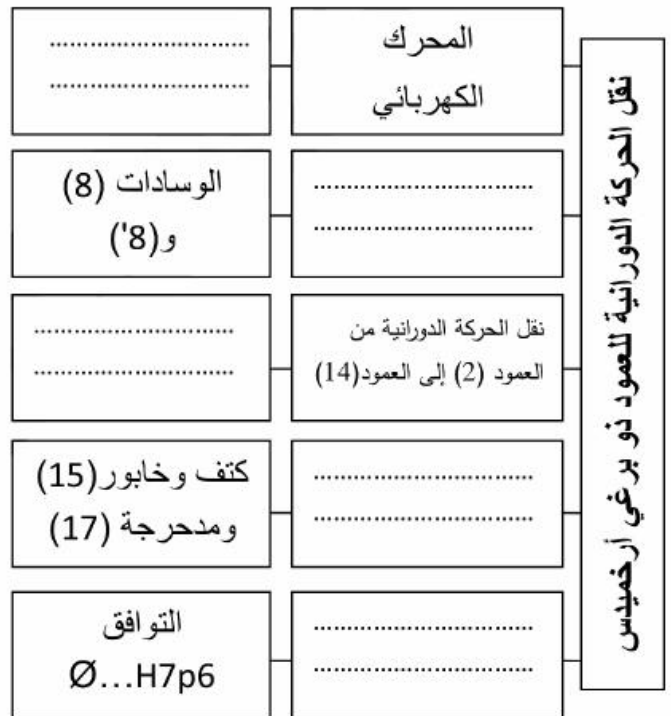 نقل الحركة الدورانية للعمود ذو برغي أرخميدس
المحرك
الكهربائي
....................................
....................................
....................................
....................................
الوسادات (8)
و(8')
نقل الحركة الدورانية من
العمود (2) إلى العمود(14)
....................................
....................................
....................................
....................................
كتف وخابور(15)
ومدحرجة (17)
....................................
....................................
التوافق
Ø...H7p6